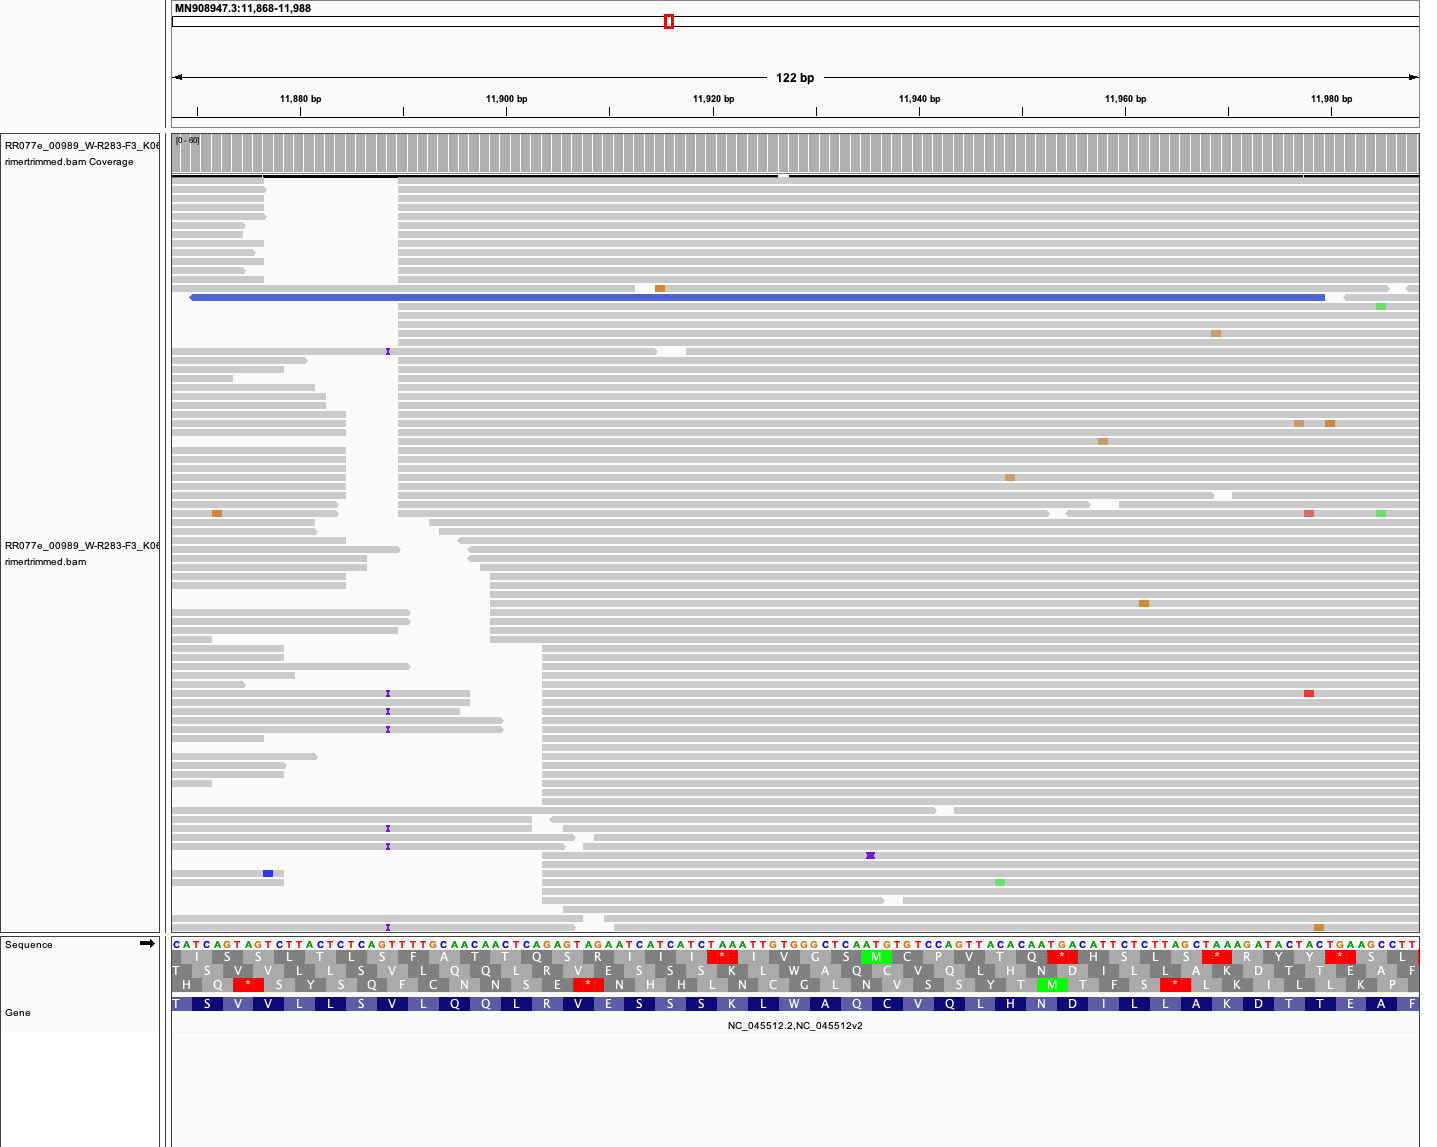 MN908947.3:11,868-11,988
122 bp
11,880 bp 11,900 bp 11,920 bp 11,940 bp 11,960 bp 11,980 bp
RR077e_00989_W-R283-F3_K06
rimertrimmed.bam Coverage
[0 - 60]
RR077e_00989_W-R283-F3_K06
rimertrimmed.bam
Sequence
CATCAGTAGTCTTACTCTCAGTTTTGCAACAACTCAGAGTAGAATCATCATCTAAATTGTGGGCTCAATGTGTCCAGTTACACAATGACATTCTCTTAGCTAAAGATACTACTGAAGCCTT
I S S L T L S F A T T Q S R I I I * I V G S M C P V T Q * H S L S * R Y Y * S L
T S V V L L S V L Q Q L R V E S S S K L W A Q C V Q L H N D I L L A K D T T E A F
H Q * S Y S Q F C N N S E * N H H L N C G L N V S S Y T M T F S * L K I L L K P
Gene
T S V V L L S V L Q Q L R V E S S S K L W A Q C V Q L H N D I L L A K D T T E A F
NC_045512.2,NC_045512v2